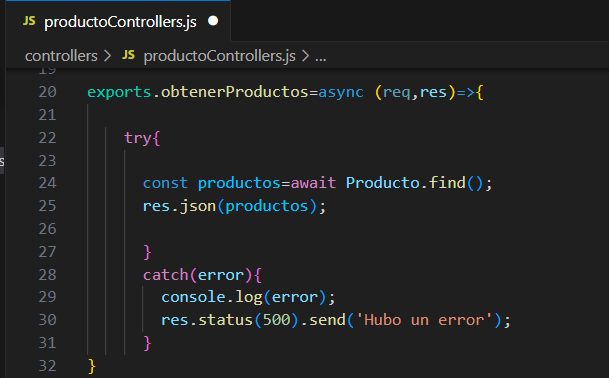 JS productoControllers.js
controllers > JS productoControllers.js > ...
19
20 exports.obtenerProductos=async (req,res)=>{
21
22 try{
23
24 const productos=await Producto.find();
25 res.json(productos);
26
27 }
28 catch(error){
29 console.log(error);
30 res.status(500).send('Hubo un error');
31 }
32 }